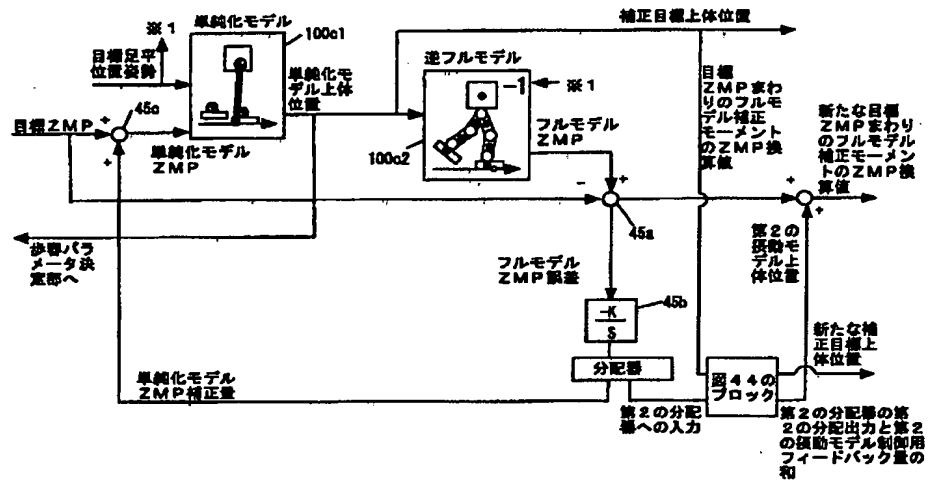 ※1
目標足平
位置姿勢
単純化モデル
100c1
45c
目標ZMP
+
+
単純化モデル
ZMP
単純化モ
デル上体
位置
逆フルモデル
-1
※1
100c2
フルモデル
ZMP
補正目標上体位置
目標
ZMPまわ
りのフルモ
デル補正
モーメント
のZMP換
算値
新たな目標
ZMPまわり
のフルモデル
補正モーメン
トのZMP換
算値
-
+
45a
+
+
歩容パラ
メータ決
定部へ
フルモデル
ZMP誤差
第2の
摂動モ
デル上
体位置
-K
S
45b
分配器
図44の
ブロック
新たな補
正目標上
体位置
単純化モデル
ZMP補正量
第2の分配
器への入力
第2の分配器の第
2の分配出力と第2
の摂動モデル制御用
フィードバック量の
和